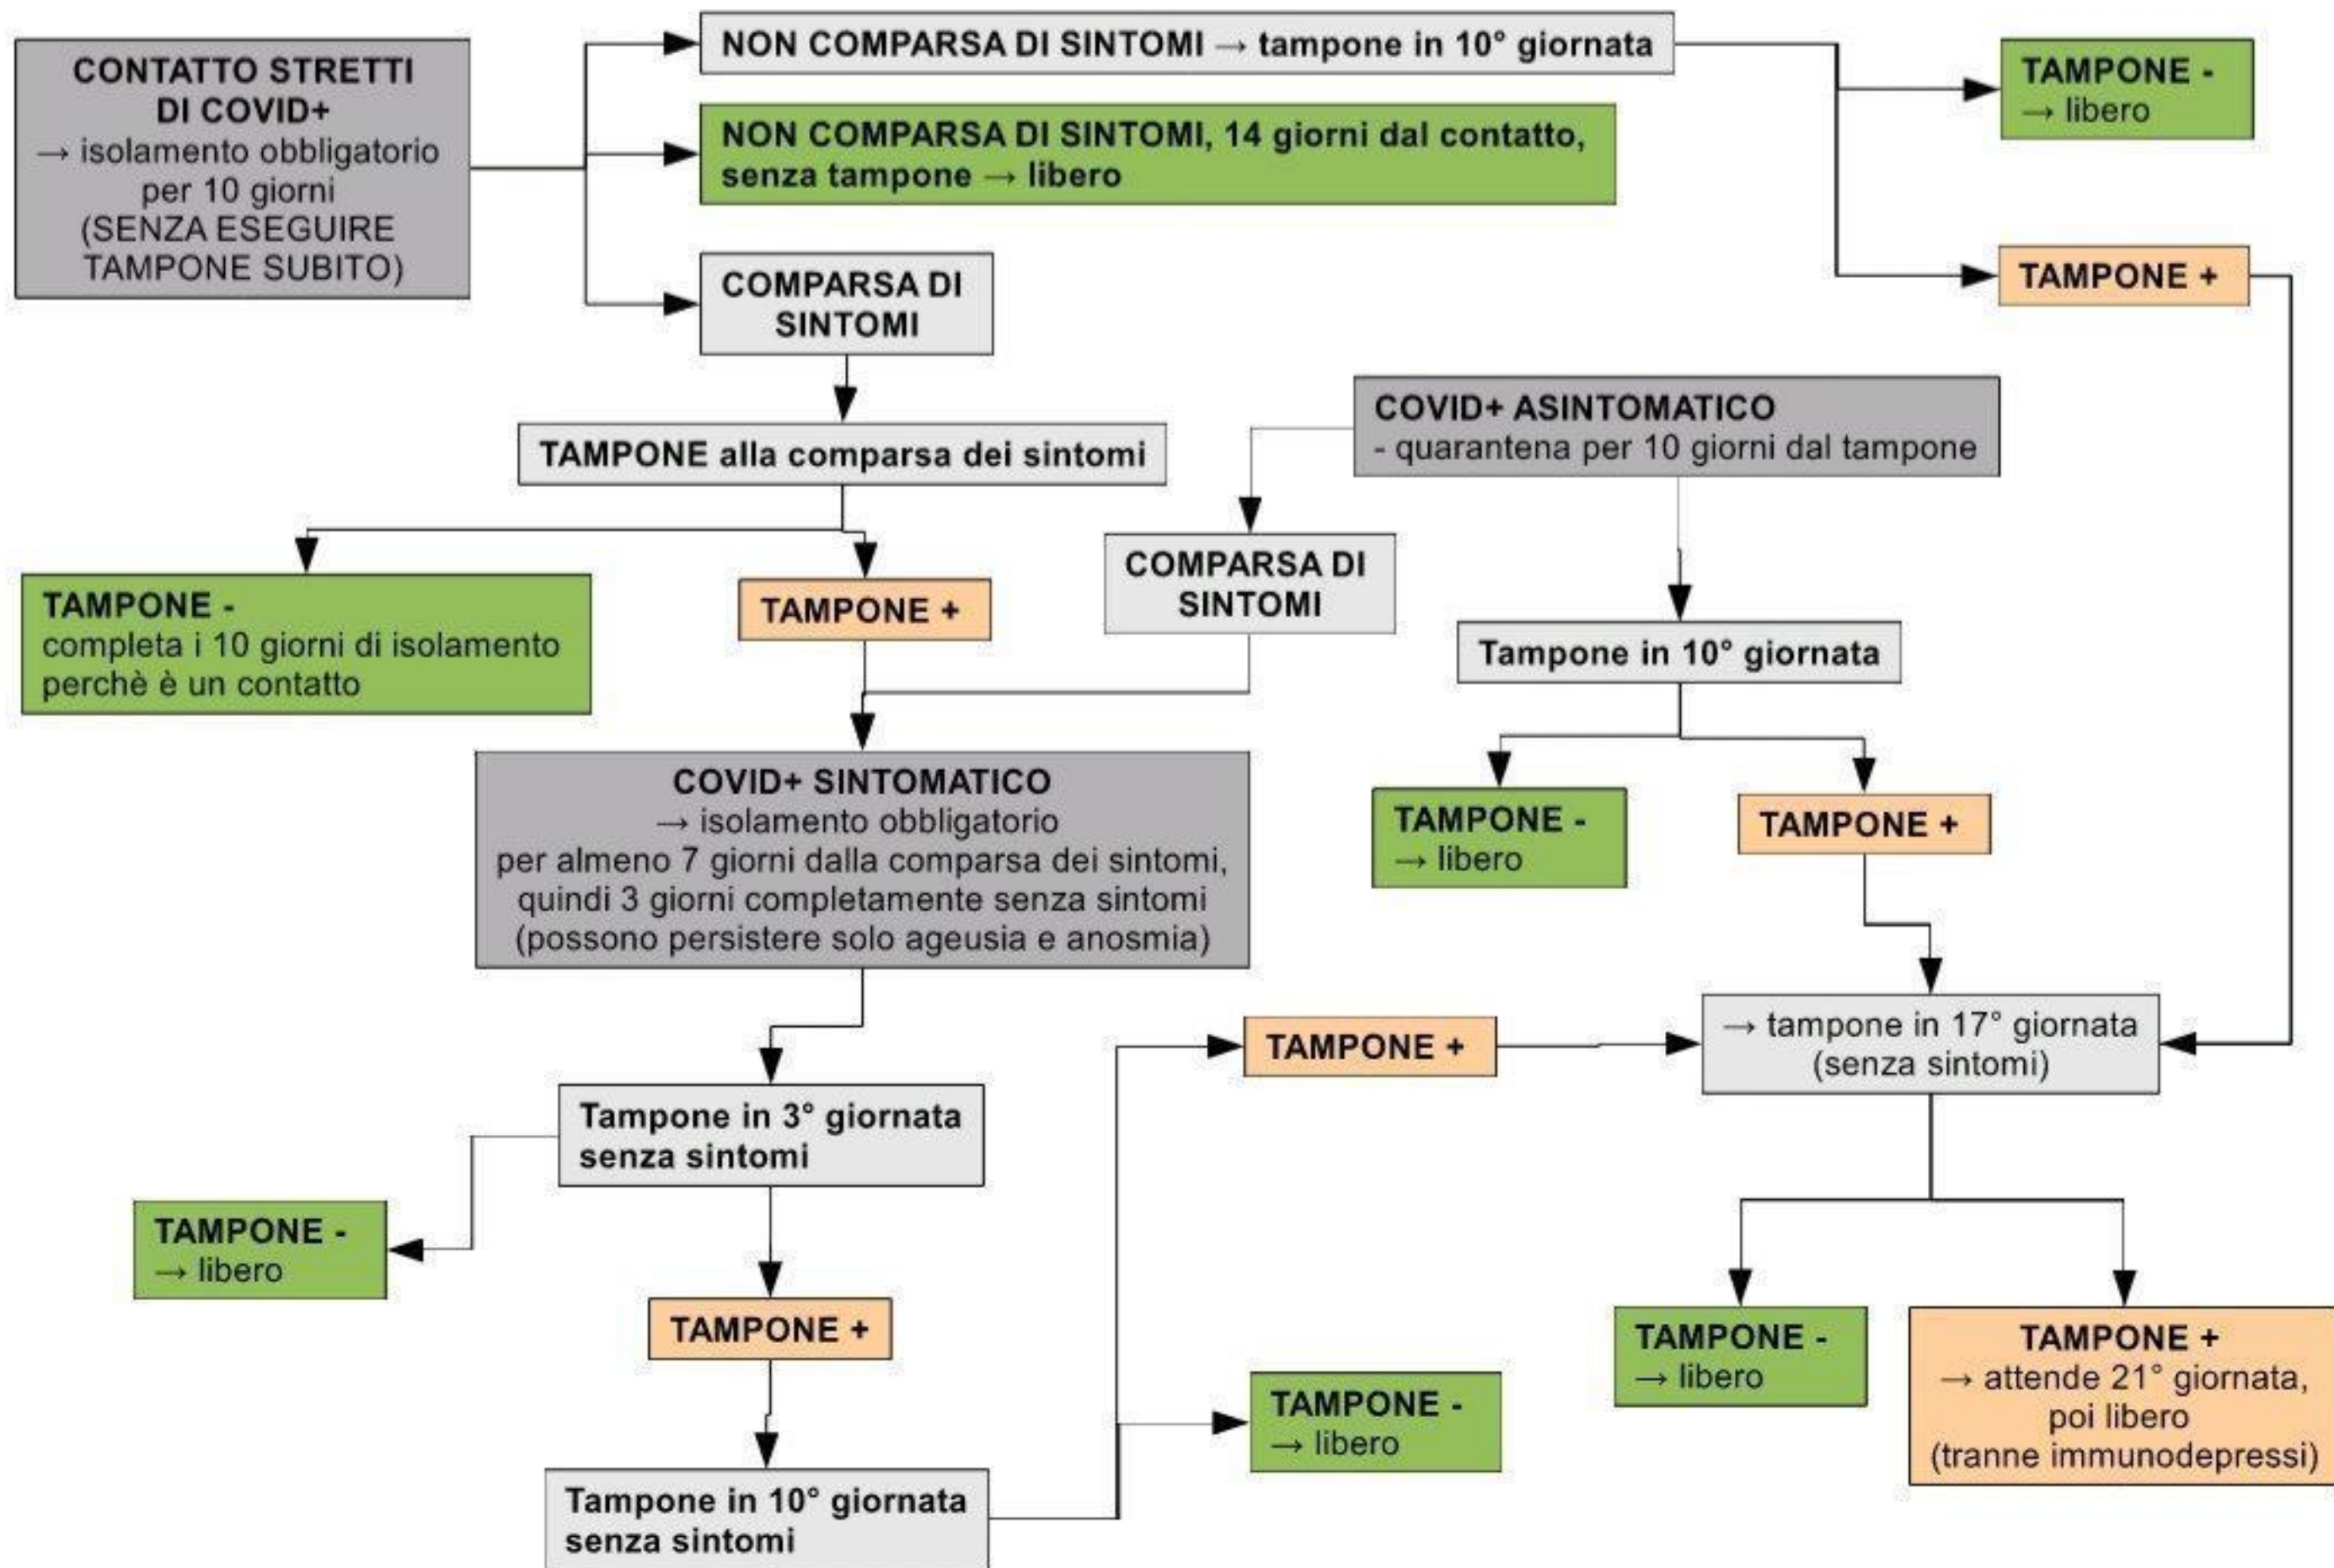 CONTATTO STRETTI
DI COVID+
→ isolamento obbligatorio
per 10 giorni
(SENZA ESEGUIRE
TAMPONE SUBITO)
NON COMPARSA DI SINTOMI → tampone in 10° giornata
TAMPONE -
→ libero
NON COMPARSA DI SINTOMI, 14 giorni dal contatto,
senza tampone → libero
TAMPONE +
COMPARSA DI
SINTOMI
TAMPONE alla comparsa dei sintomi
COVID+ ASINTOMATICO
- quarantena per 10 giorni dal tampone
TAMPONE -
completa i 10 giorni di isolamento
perchè è un contatto
TAMPONE +
COMPARSA DI
SINTOMI
Tampone in 10° giornata
COVID+ SINTOMATICO
→ isolamento obbligatorio
per almeno 7 giorni dalla comparsa dei sintomi,
quindi 3 giorni completamente senza sintomi
(possono persistere solo ageusia e anosmia)
TAMPONE -
→ libero
TAMPONE +
TAMPONE +
→ tampone in 17° giornata
(senza sintomi)
Tampone in 3° giornata
senza sintomi
TAMPONE -
→ libero
TAMPONE +
TAMPONE -
→ libero
TAMPONE +
→ attende 21° giornata,
poi libero
(tranne immunodepressi)
TAMPONE -
→ libero
Tampone in 10° giornata
senza sintomi